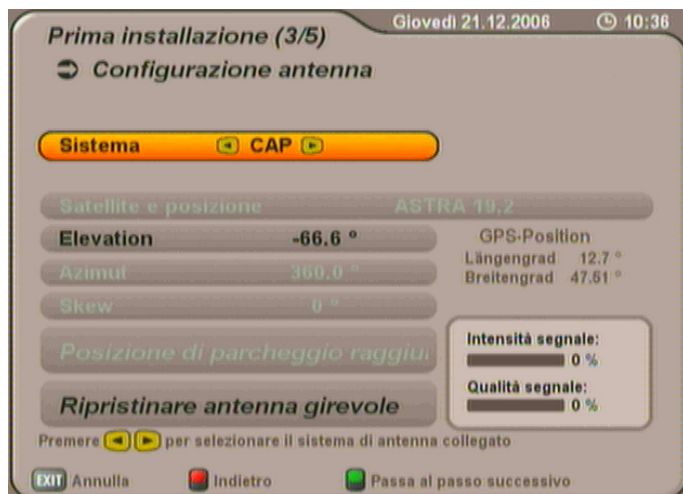 Giovedì 21.12.2006 10:36
Prima installazione (3/5)
Configurazione antenna
Sistema CAP
Satellite e posizione ASTRA 19,2
Elevation -66.6 °
GPS-Position
Längengrad 12.7 °
Breitengrad 47.51 °
Azimut 360.0 °
Skew 0 °
Posizione di parcheggio raggiu
Intensità segnale:
0 %
Qualità segnale:
0 %
Ripristinare antenna girevole
Premere per selezionare il sistema di antenna collegato
EXIT Annulla Indietro Passa al passo successivo